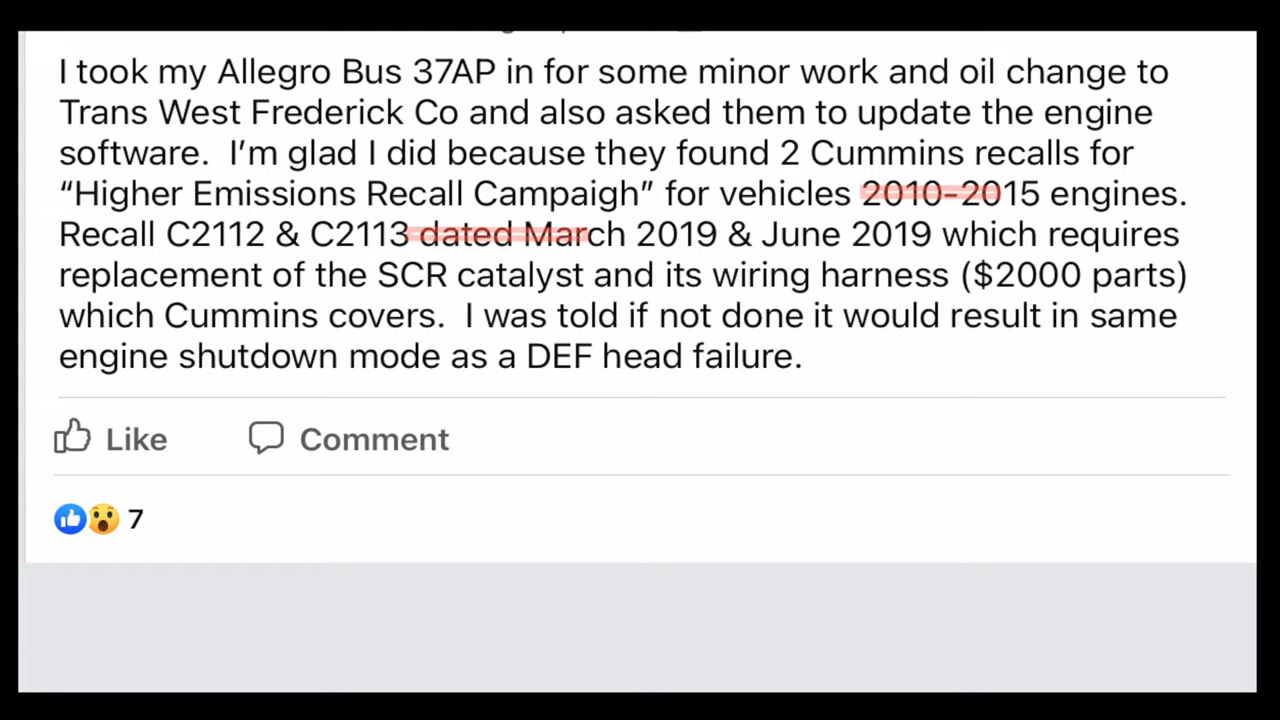 I took my Allegro Bus 37AP in for some minor work and oil change to
Trans West Frederick Co and also asked them to update the engine
software.  I’m glad I did because they found 2 Cummins recalls for
“Higher Emissions Recall Campaigh” for vehicles 2010-2015 engines.
Recall C2112 & C2113 dated March 2019 & June 2019 which requires
replacement of the SCR catalyst and its wiring harness ($2000 parts)
which Cummins covers.  I was told if not done it would result in same
engine shutdown mode as a DEF head failure.
Like
Comment
7